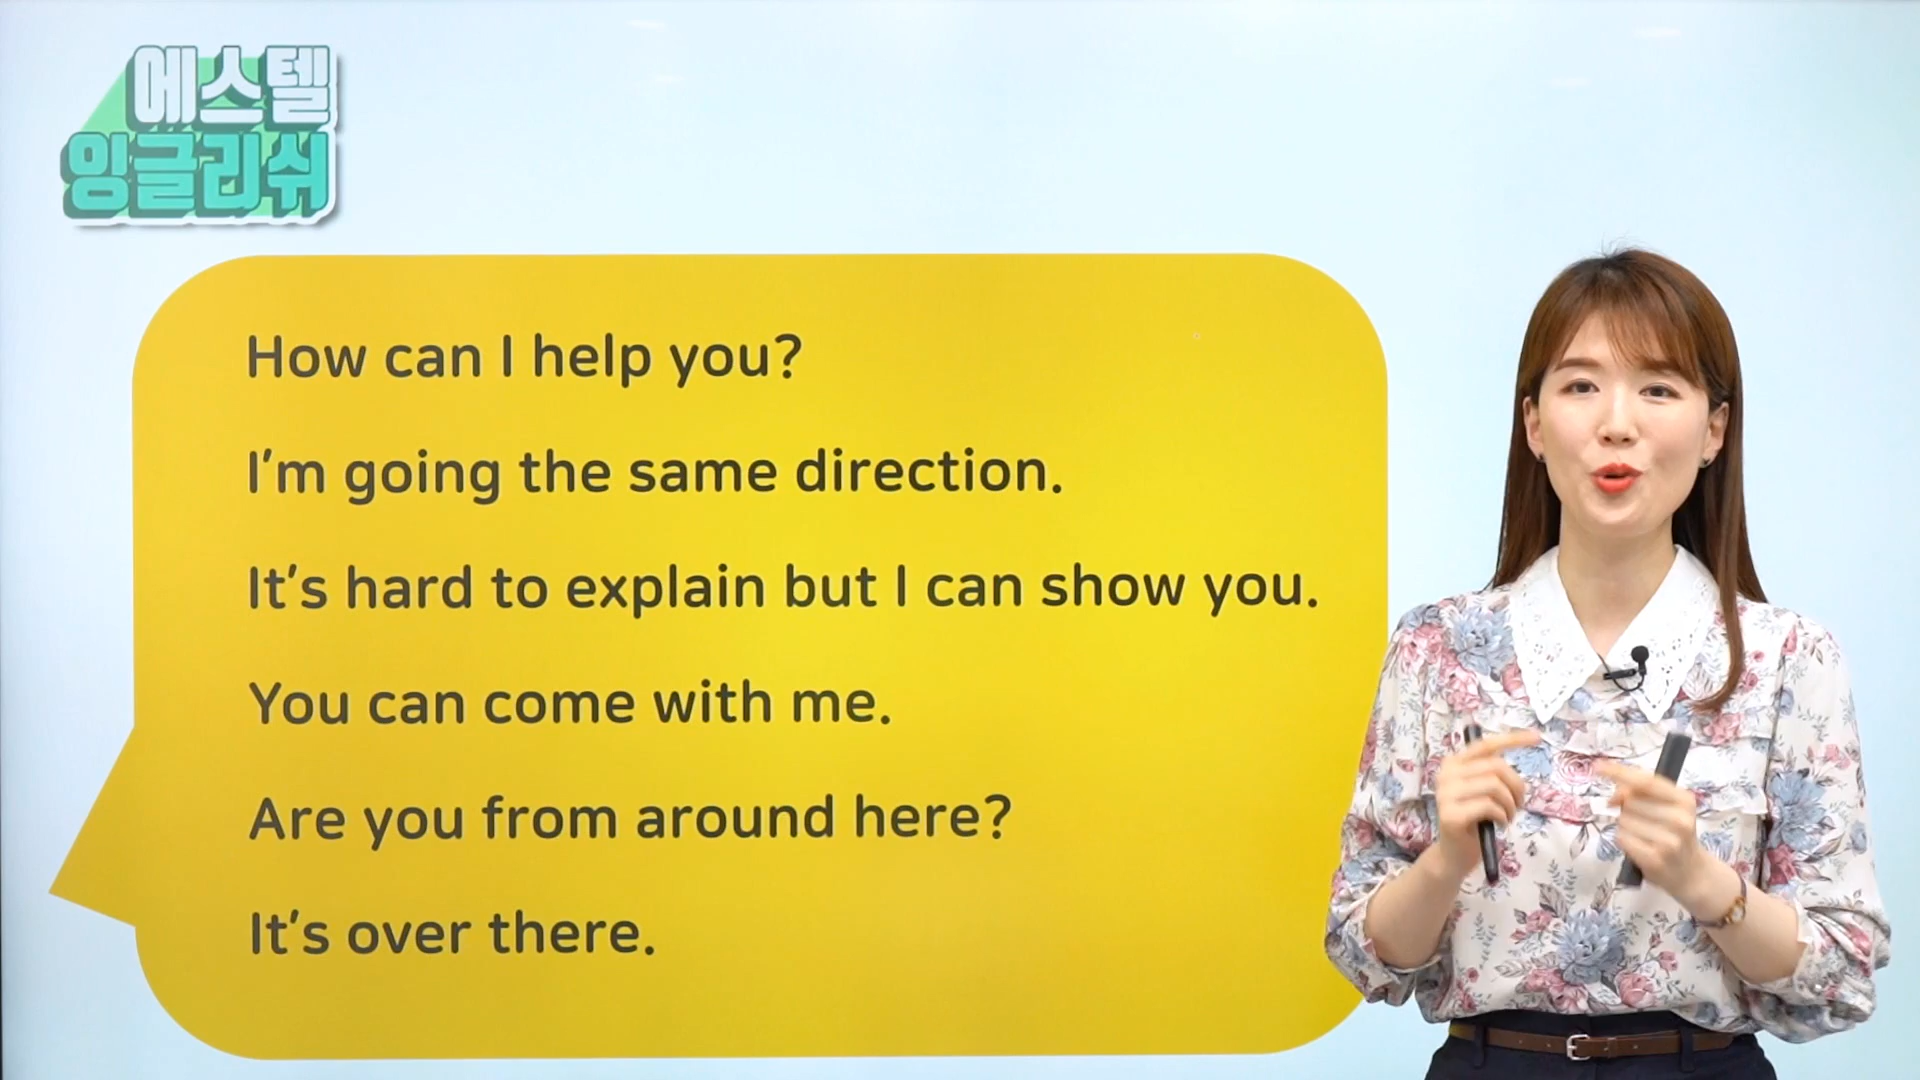 에스텔
잉글리쉬
How can I help you?
I'm going the same direction.
It's hard to explain but I can show you.
You can come with me.
Are you from around here?
It's over there.